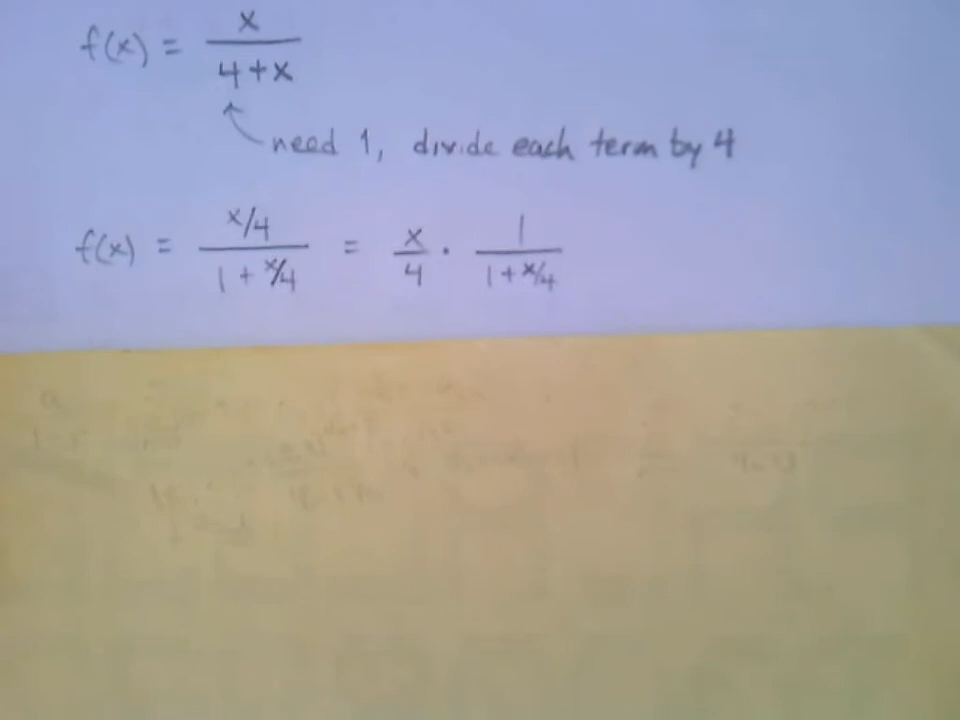 f(x) = x / 4+x
need 1, divide each term by 4
f(x) = x/4 / 1 + x/4 = x/4 · 1 / 1 + x/4